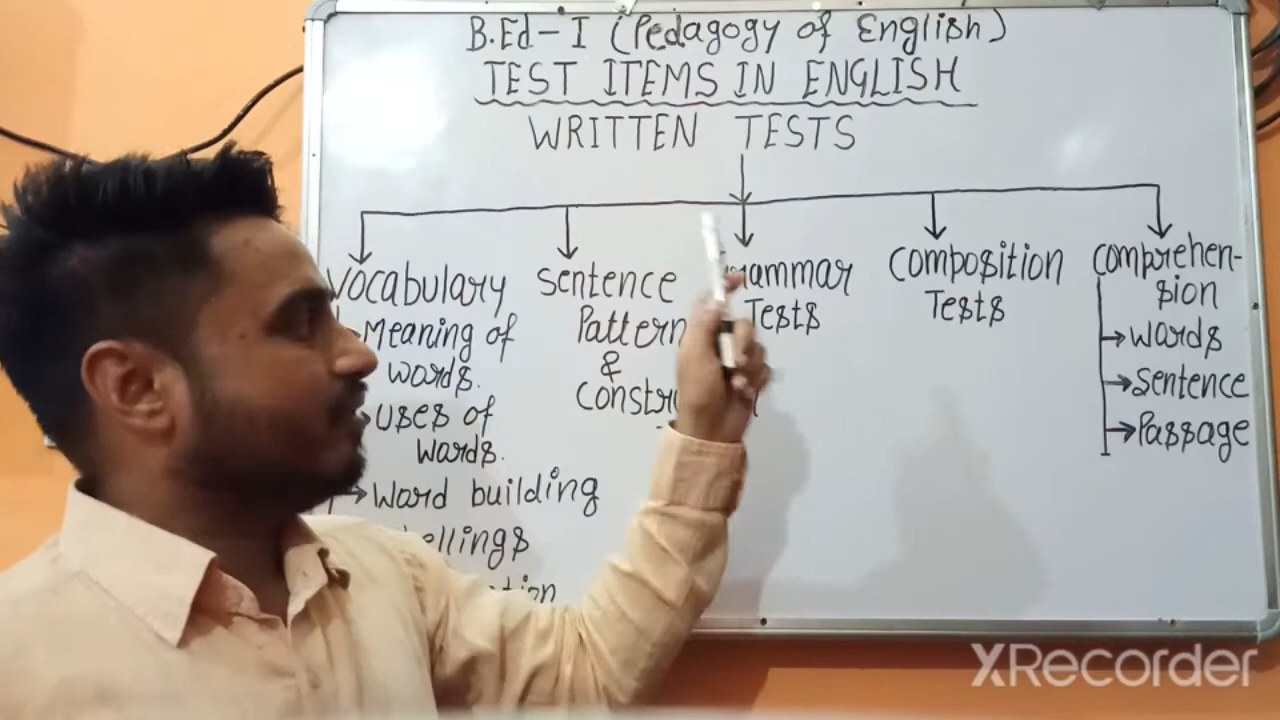 B.Ed-I (Pedagogy of English)
TEST ITEMS IN ENGLISH
WRITTEN TESTS
Vocabulary
Meaning of
words.
Uses of
words.
Word building
Sentence
Pattern
&
Tests
Composition
Tests
Comprehen-
sion
Words
Sentence
Passage
XRecorder